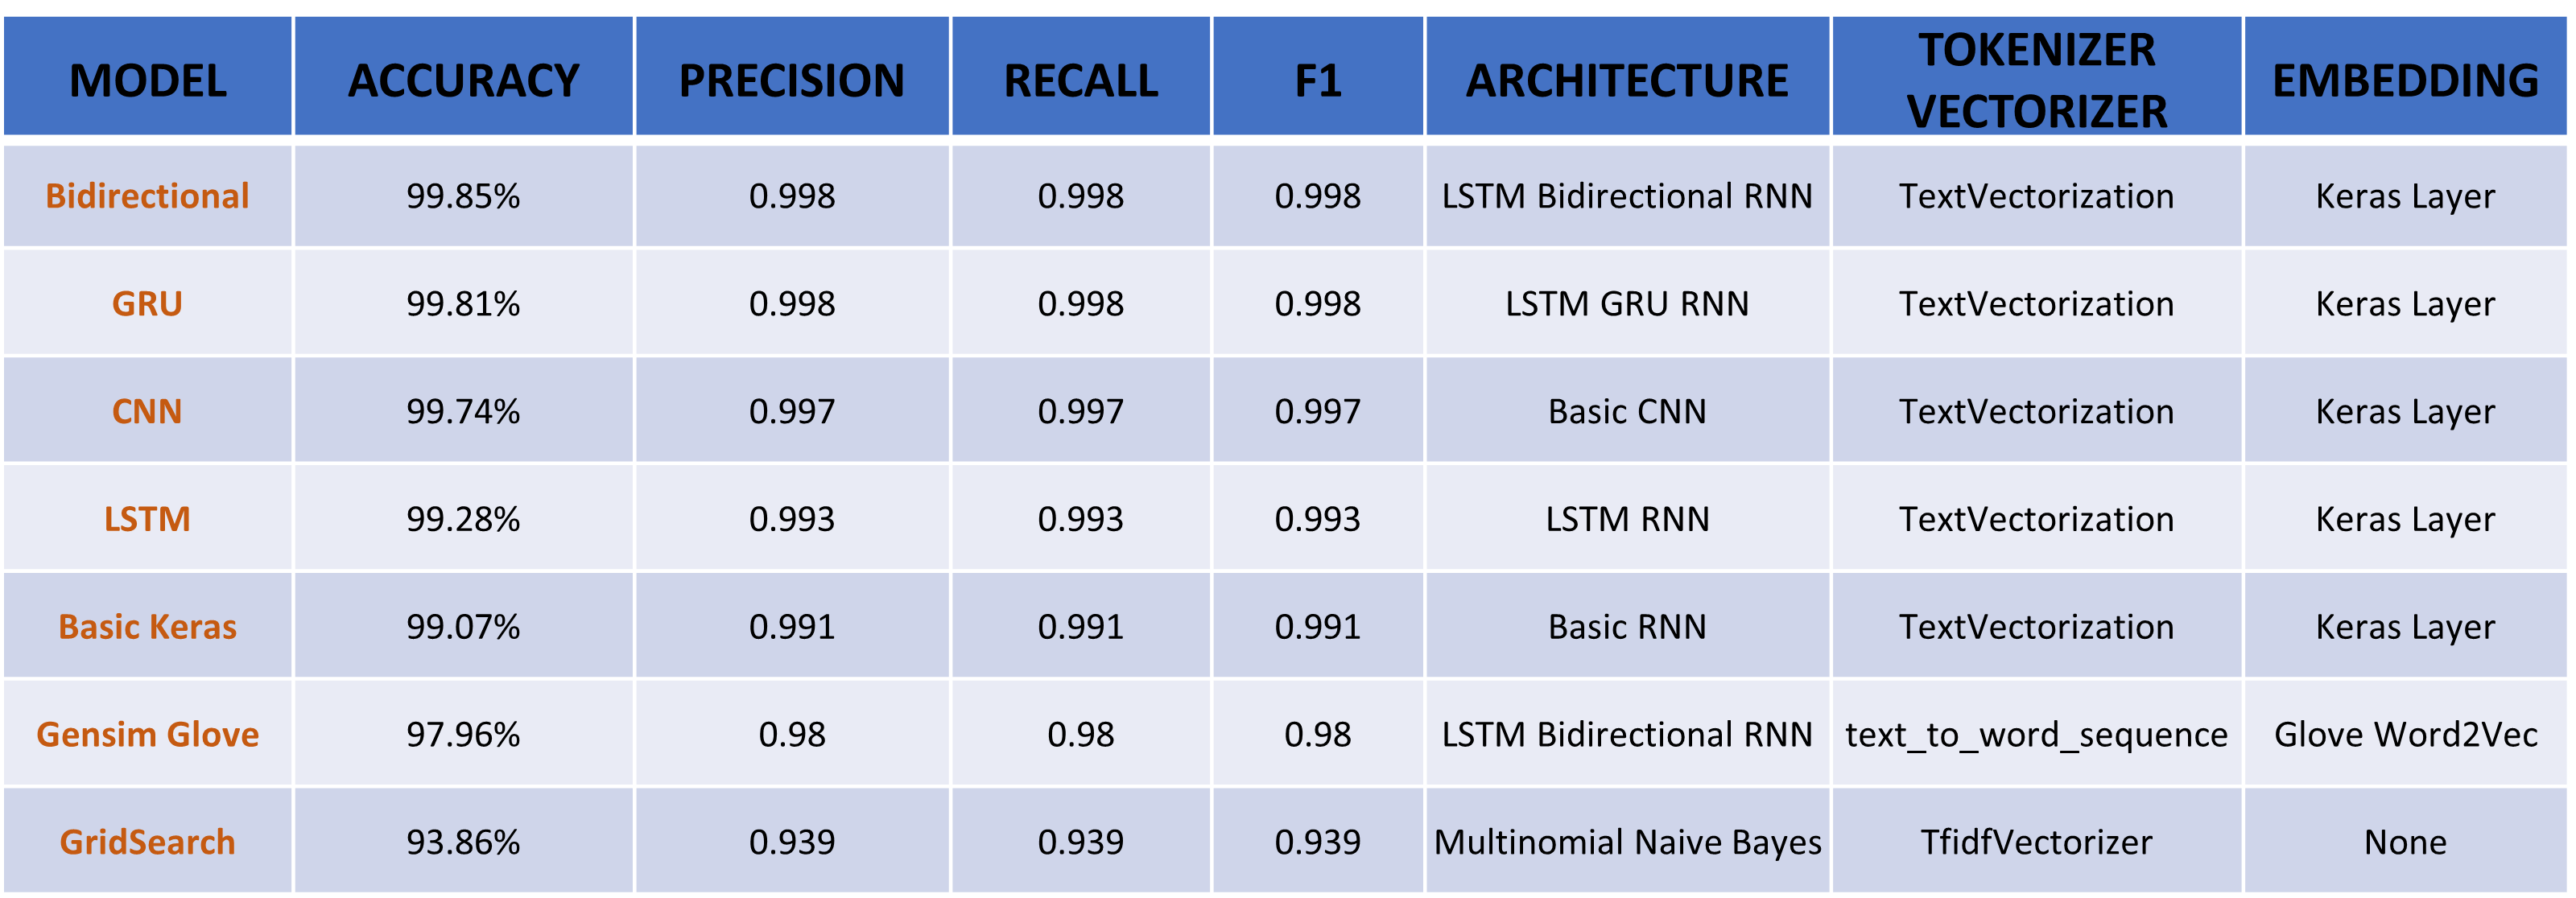 MODEL ACCURACY PRECISION RECALL F1 ARCHITECTURE TOKENIZER VECTORIZER EMBEDDING
Bidirectional 99.85% 0.998 0.998 0.998 LSTM Bidirectional RNN TextVectorization Keras Layer
GRU 99.81% 0.998 0.998 0.998 LSTM GRU RNN TextVectorization Keras Layer
CNN 99.74% 0.997 0.997 0.997 Basic CNN TextVectorization Keras Layer
LSTM 99.28% 0.993 0.993 0.993 LSTM RNN TextVectorization Keras Layer
Basic Keras 99.07% 0.991 0.991 0.991 Basic RNN TextVectorization Keras Layer
Gensim Glove 97.96% 0.98 0.98 0.98 LSTM Bidirectional RNN text_to_word_sequence Glove Word2Vec
GridSearch 93.86% 0.939 0.939 0.939 Multinomial Naive Bayes TfidfVectorizer None